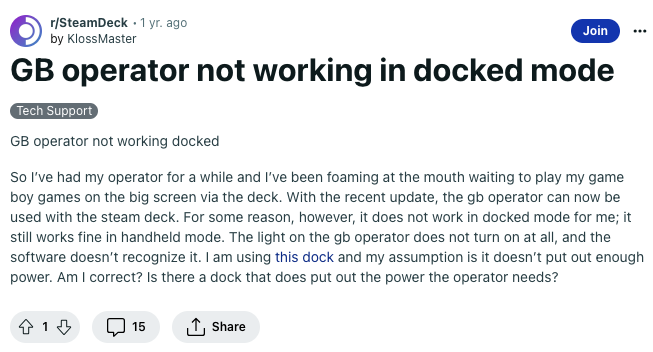 r/SteamDeck • 1 yr. ago
by KlossMaster
Join
GB operator not working in docked mode
Tech Support
GB operator not working docked
So I’ve had my operator for a while and I’ve been foaming at the mouth waiting to play my game
boy games on the big screen via the deck. With the recent update, the gb operator can now be
used with the steam deck. For some reason, however, it does not work in docked mode for me; it
still works fine in handheld mode. The light on the gb operator does not turn on at all, and the
software doesn’t recognize it. I am using this dock and my assumption is it doesn’t put out enough
power. Am I correct? Is there a dock that does put out the power the operator needs?
1
15
Share